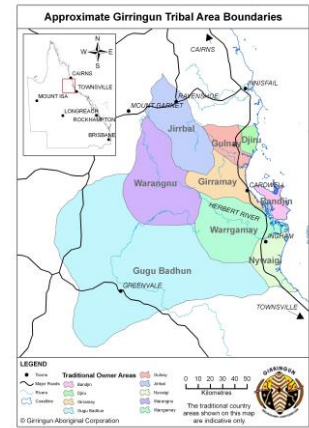 Approximate Girringun Tribal Area Boundaries
CAIRNS
N
W E
S
CAIRNS
TOWNSVILLE
MOUNT ISA
LONGREACH
ROCKHAMPTON
BRISBANE
INNISFAIL
RAVENSHOE
MOUNT GARNET
Jirrbal
Gulnay
Djiru
Warangnu
Girramay
CARDWELL
Bandjin
HERBERT RIVER
Warrgamay
INGHAM
Nywaigi
Gugu Badhun
GREENVALE
TOWNSVILLE
LEGEND
Towns
Major Roads
Rivers
Coastline
Traditional Owner Areas
Bandjin
Djiru
Girramay
Gugu Badhun
Gulnay
Jirrbal
Nywaigi
Warangnu
Warrgamay
0 10 20 30 40 50
Kilometres
The traditional country
areas shown on this map
are indicative only.
GIRRINGUN
© Girringun Aboriginal Corporation